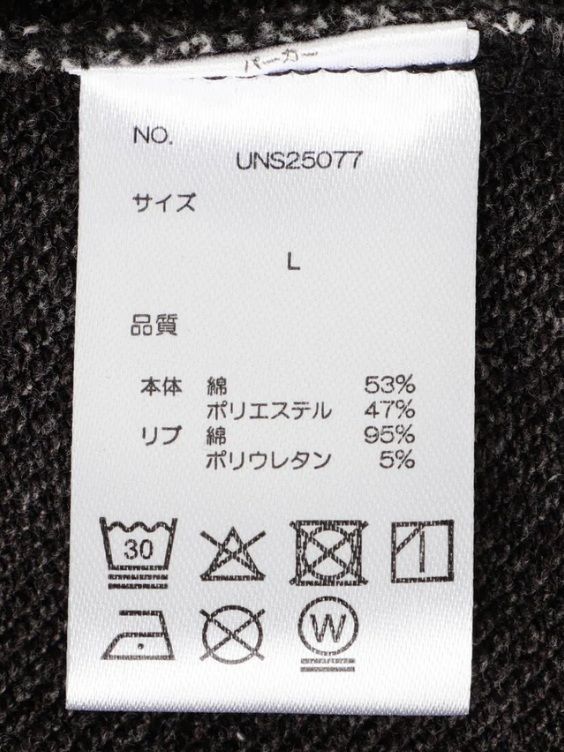 パーカー
NO.
UNS25077
サイズ
L
品質
本体 綿 53%
ポリエステル 47%
リブ 綿 95%
ポリウレタン 5%
30
W